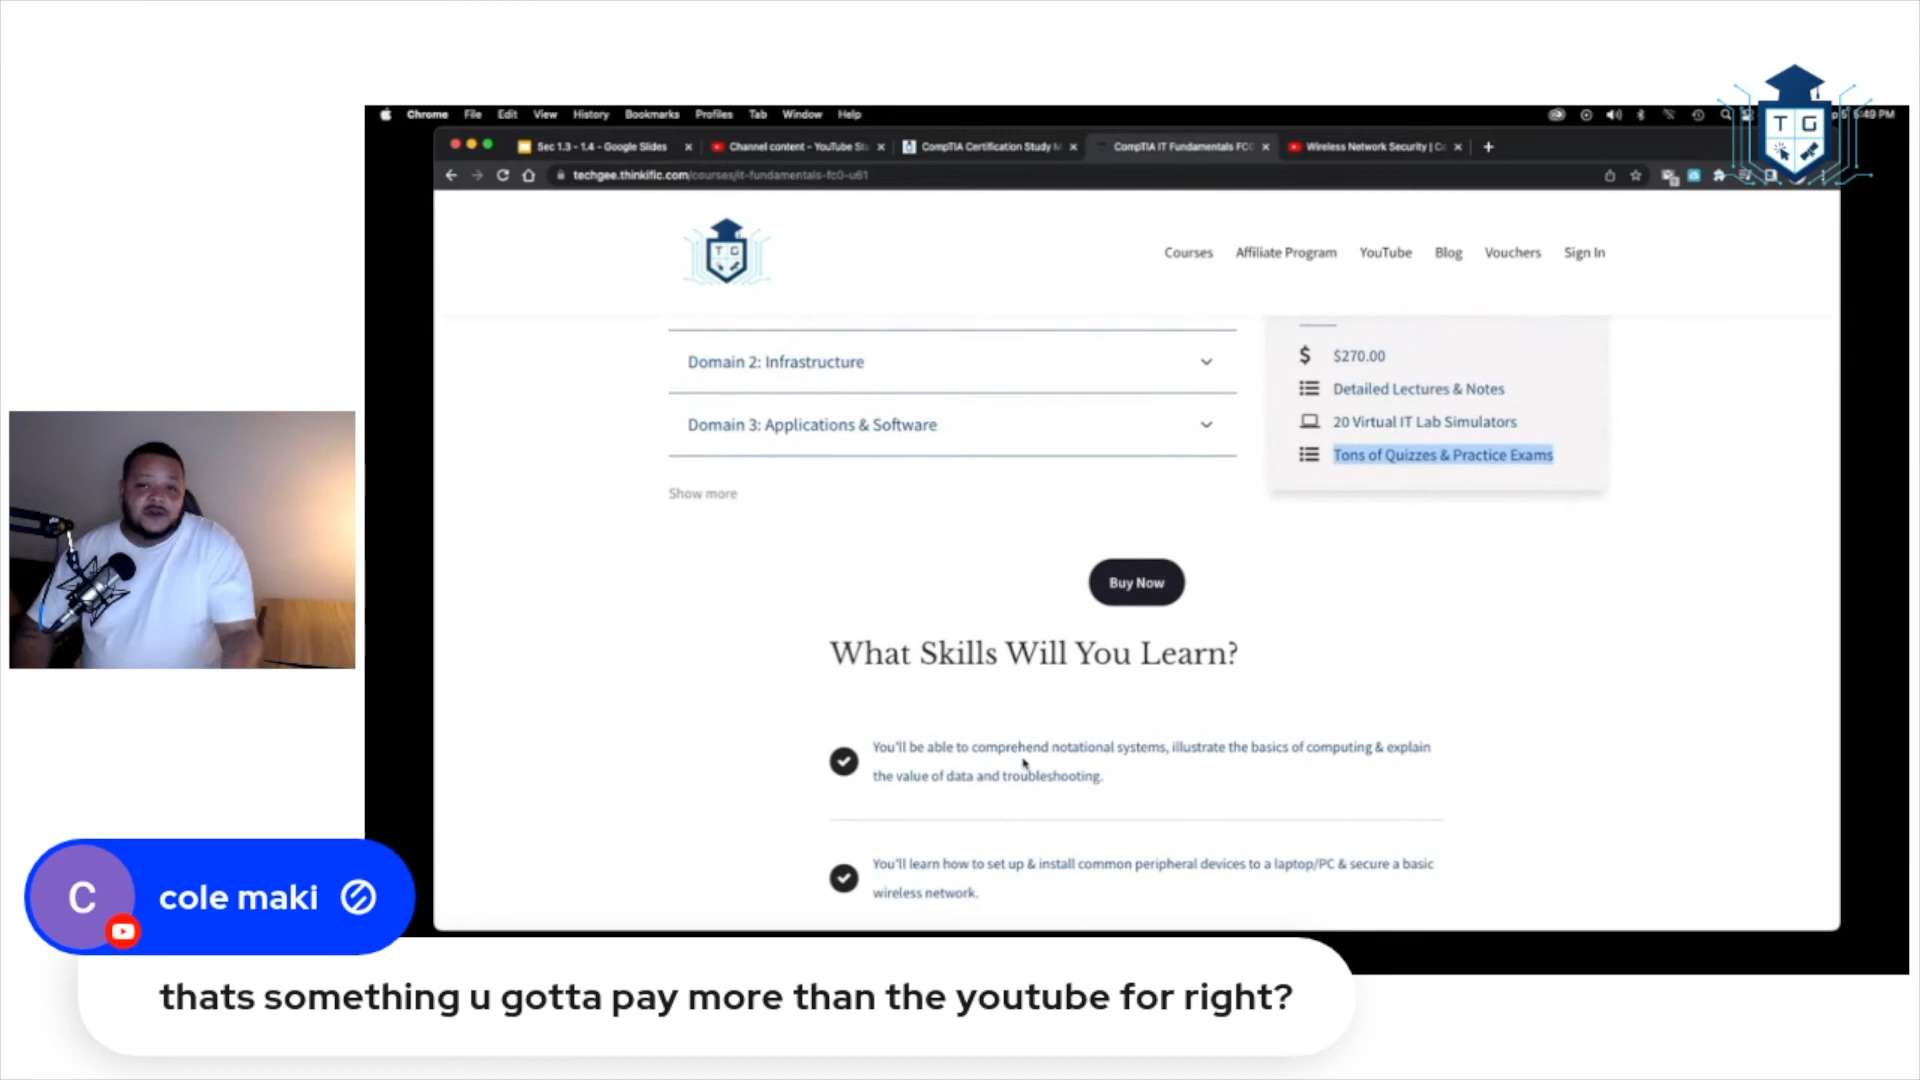 Chrome File Edit View History Bookmarks Profiles Tab Window Help
5:49 PM
T G
Sec 1.3 - 1.4 - Google Slides
Channel content - YouTube St
CompTIA Certification Study
CompTIA IT Fundamentals FC0
Wireless Network Security | C
techgee.thinkific.com/courses/it-fundamentals-fc0-u61
T G
Courses Affiliate Program YouTube Blog Vouchers Sign In
Domain 2: Infrastructure
Domain 3: Applications & Software
Show more
$ $270.00
Detailed Lectures & Notes
20 Virtual IT Lab Simulators
Tons of Quizzes & Practice Exams
Buy Now
What Skills Will You Learn?
You'll be able to comprehend notational systems, illustrate the basics of computing & explain
the value of data and troubleshooting.
You'll learn how to set up & install common peripheral devices to a laptop/PC & secure a basic
wireless network.
C
cole maki
thats something u gotta pay more than the youtube for right?